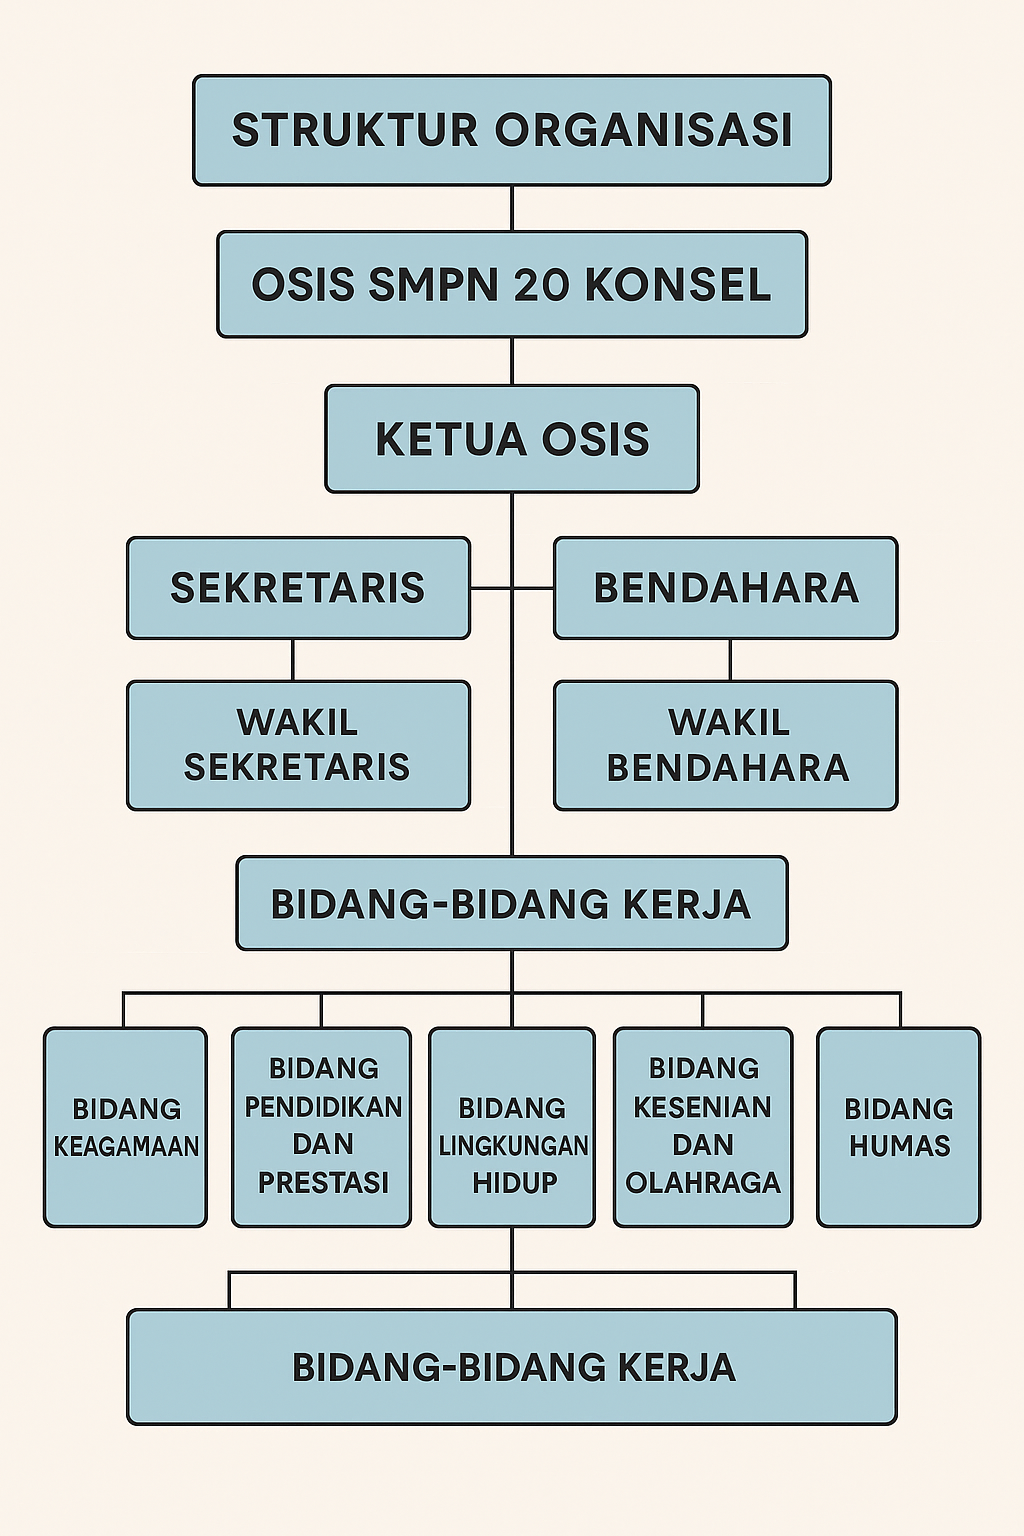 STRUKTUR ORGANISASI
OSIS SMPN 20 KONSEL
KETUA OSIS
SEKRETARIS
BENDAHARA
WAKIL
SEKRETARIS
WAKIL
BENDAHARA
BIDANG-BIDANG KERJA
BIDANG
KEAGAMAAN
BIDANG
PENDIDIKAN
DAN
PRESTASI
BIDANG
LINGKUNGAN
HIDUP
BIDANG
KESENIAN
DAN
OLAHRAGA
BIDANG
HUMAS
BIDANG-BIDANG KERJA